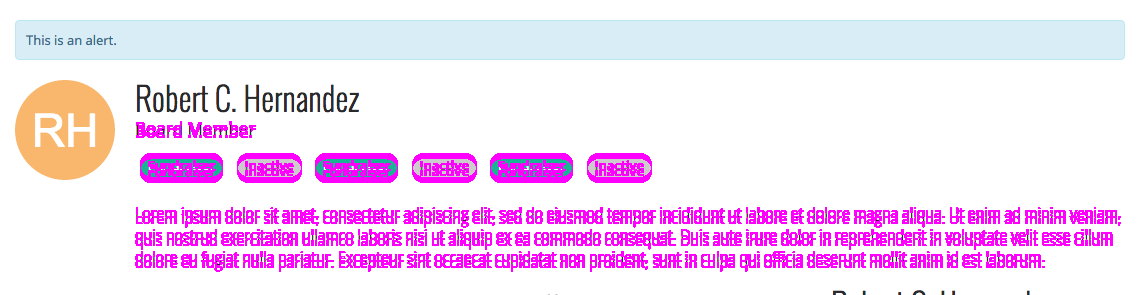 This is an alert.
RH
Robert C. Hernandez
Board Member
Inactive Inactive Inactive
Lorem ipsum dolor sit amet, consectetur adipiscing elit, sed do eiusmod tempor incididunt ut labore et dolore magna aliqua. Ut enim ad minim veniam,
quis nostrud exercitation ullamco laboris nisi ut aliquip ex ea commodo consequat. Duis aute irure dolor in reprehenderit in voluptate velit esse cillum
dolore eu fugiat nulla pariatur. Excepteur sint occaecat cupidatat non proident, sunt in culpa qui officia deserunt mollit anim id est laborum.